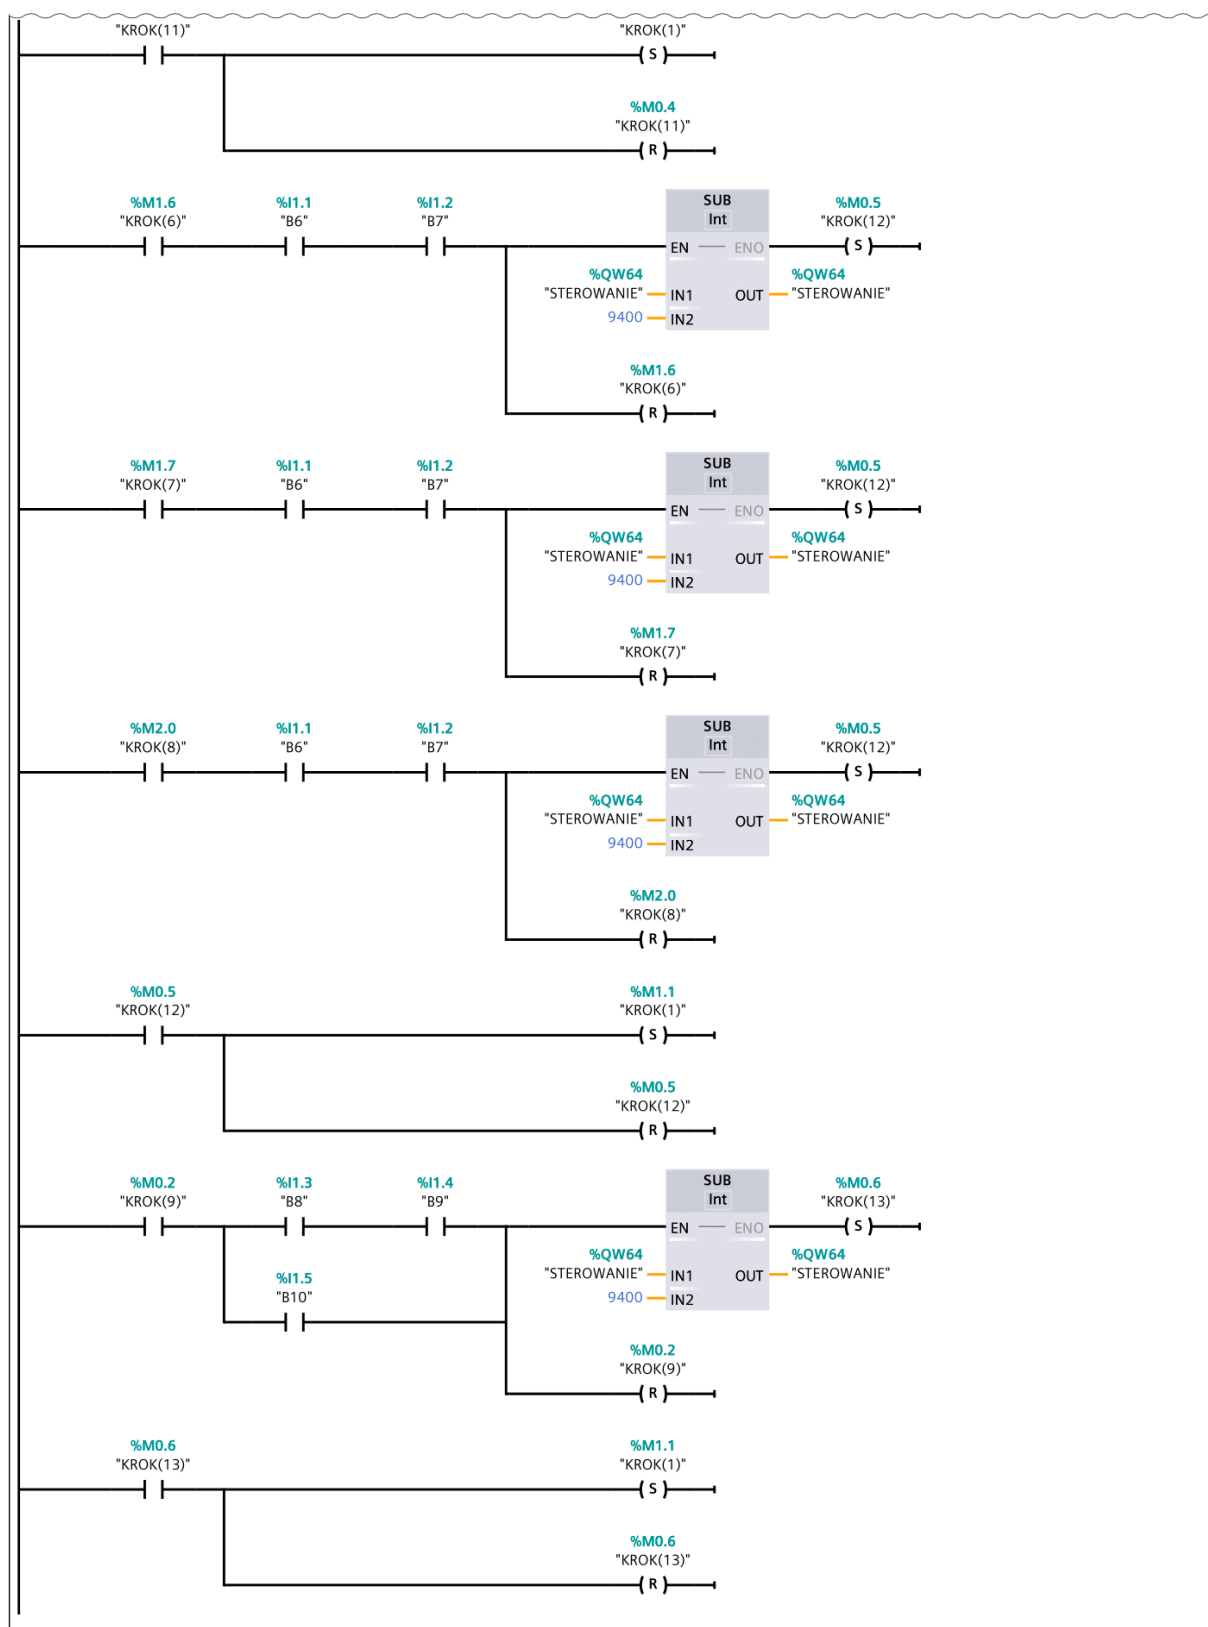 "KROK(11)" "KROK(1)"
( S )
%M0.4
"KROK(11)"
( R )
%M1.6 %I1.1 %I1.2 SUB %M0.5
"KROK(6)" "B6" "B7" Int "KROK(12)"
EN ENO ( S )
%QW64 %QW64
"STEROWANIE" IN1 OUT "STEROWANIE"
9400 IN2
%M1.6
"KROK(6)"
( R )
%M1.7 %I1.1 %I1.2 SUB %M0.5
"KROK(7)" "B6" "B7" Int "KROK(12)"
EN ENO ( S )
%QW64 %QW64
"STEROWANIE" IN1 OUT "STEROWANIE"
9400 IN2
%M1.7
"KROK(7)"
( R )
%M2.0 %I1.1 %I1.2 SUB %M0.5
"KROK(8)" "B6" "B7" Int "KROK(12)"
EN ENO ( S )
%QW64 %QW64
"STEROWANIE" IN1 OUT "STEROWANIE"
9400 IN2
%M2.0
"KROK(8)"
( R )
%M0.5 %M1.1
"KROK(12)" "KROK(1)"
( S )
%M0.5
"KROK(12)"
( R )
%M0.2 %I1.3 %I1.4 SUB %M0.6
"KROK(9)" "B8" "B9" Int "KROK(13)"
EN ENO ( S )
%QW64 %QW64
%I1.5 "STEROWANIE" IN1 OUT "STEROWANIE"
"B10" 9400 IN2
%M0.2
"KROK(9)"
( R )
%M0.6 %M1.1
"KROK(13)" "KROK(1)"
( S )
%M0.6
"KROK(13)"
( R )